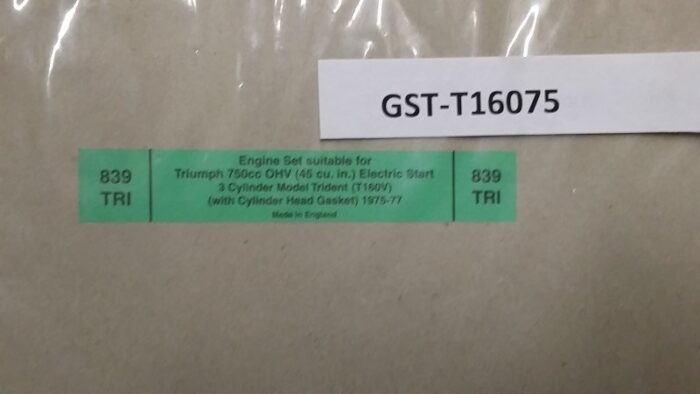 GST-T16075
839
TRI
Engine Set suitable for
Triumph 750cc OHV (45 cu. in.) Electric Start
3 Cylinder Model Trident (T160V)
(with Cylinder Head Gasket) 1975-77
Made in England
839
TRI